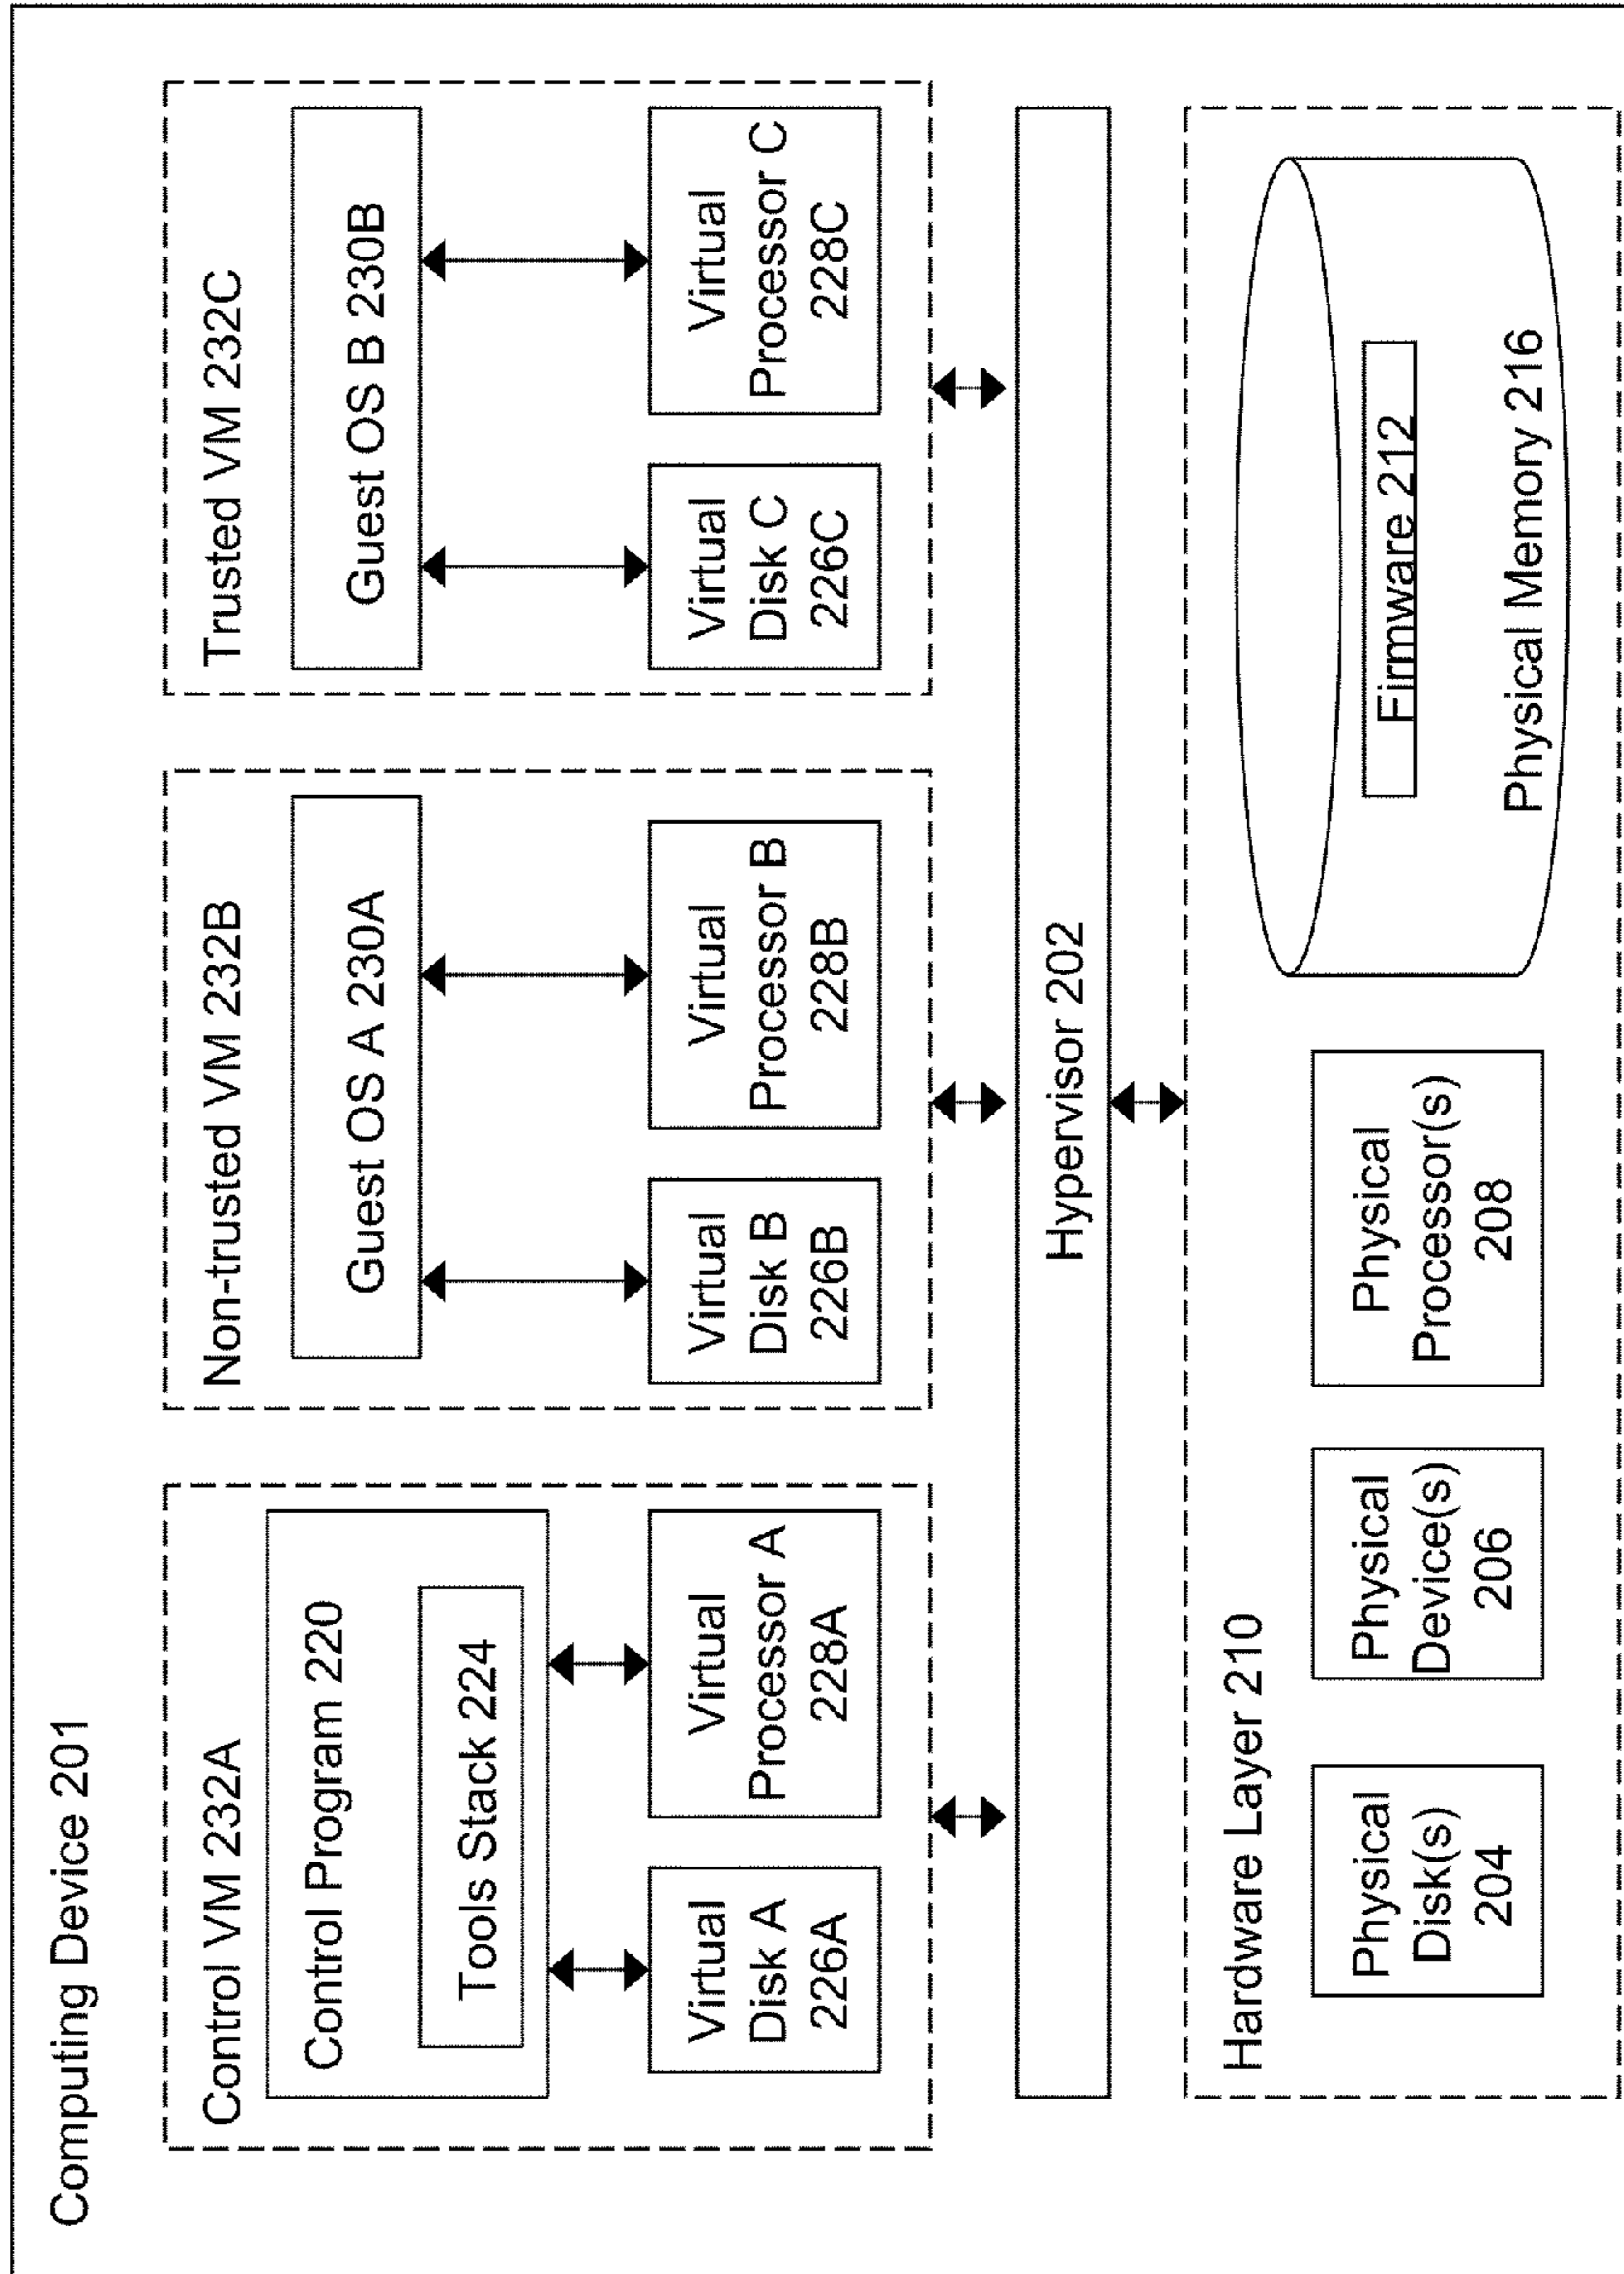 Computing Device 201
Control VM 232A
Control Program 220
Tools Stack 224
Virtual
Disk A
226A
Virtual
Processor A
228A
Non-trusted VM 232B
Guest OS A 230A
Virtual
Disk B
226B
Virtual
Processor B
228B
Trusted VM 232C
Guest OS B 230B
Virtual
Disk C
226C
Virtual
Processor C
228C
Hypervisor 202
Hardware Layer 210
Physical
Disk(s)
204
Physical
Device(s)
206
Physical
Processor(s)
208
Firmware 212
Physical Memory 216